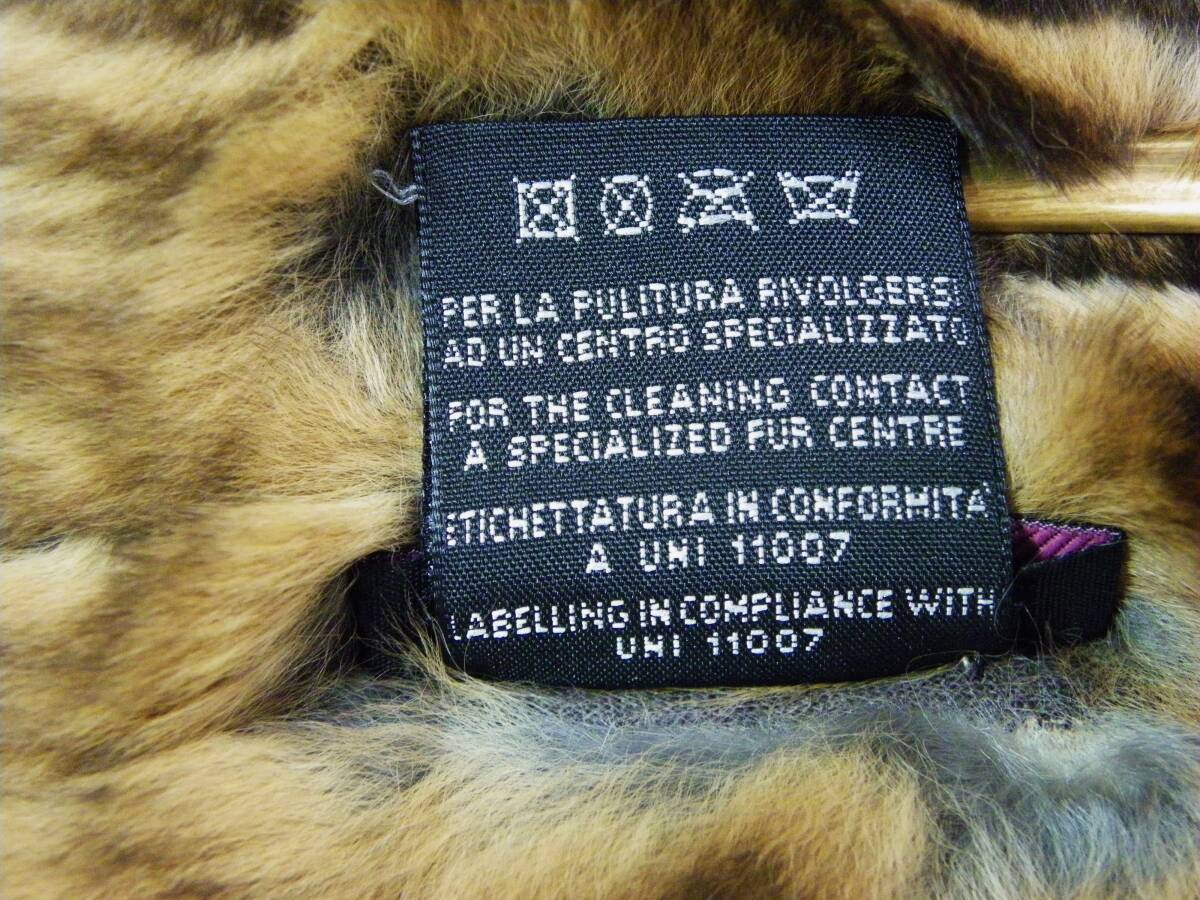 PER LA PULITURA RIVOLGERSI
AD UN CENTRO SPECIALIZZATO
FOR THE CLEANING CONTACT
A SPECIALIZED FUR CENTRE
ETICHETTATURA IN CONFORMITA'
A UNI 11007
LABELLING IN COMPLIANCE WITH
UNI 11007